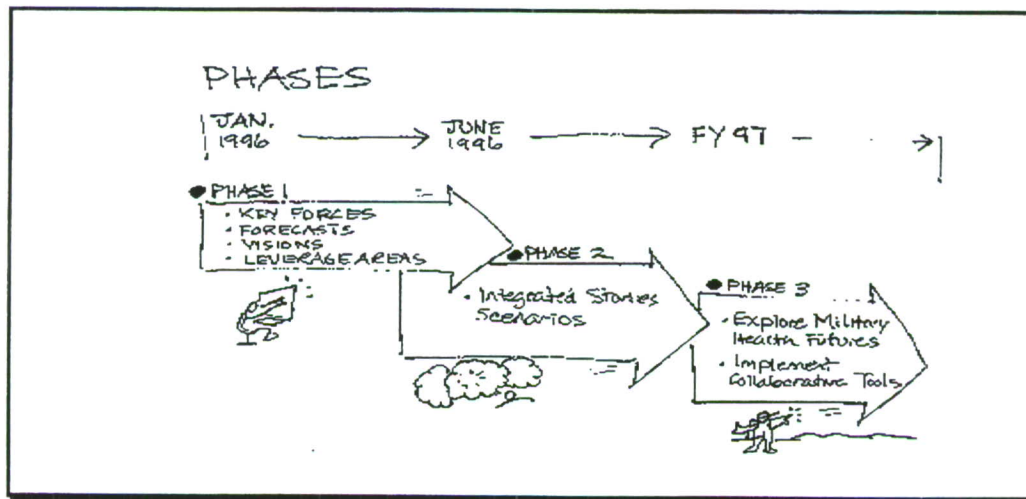 PHASES
JAN. 1996
JUNE 1996
FY 97
PHASE 1
• KEY FORCES
• FORECASTS
• VISIONS
• LEVERAGE AREAS
PHASE 2
• Integrated Stories
Scenarios
PHASE 3
• Explore Military
Health Futures
• Implement
Collaborative Tools